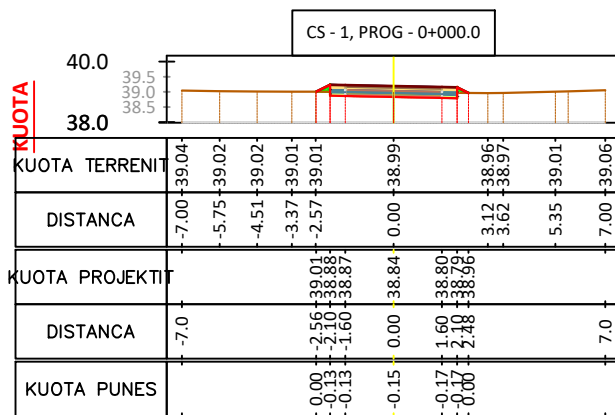 CS - 1, PROG - 0+000.0
KUOTA
40.0
39.5
39.0
38.5
38.0
KUOTA TERRENIT
39.04 39.02 39.02 39.01 39.01 38.99 38.96 38.97 39.01 39.06
DISTANCA
-7.00 -5.75 -4.51 -3.37 -2.57 0.00 3.12 3.62 5.35 7.00
KUOTA PROJEKTIT
39.01 38.88 38.87 38.84 38.80 38.79 38.96
DISTANCA
-7.0 -2.56 -2.10 -1.60 0.00 1.60 2.10 2.48 7.0
KUOTA PUNES
0.00 -0.13 -0.13 -0.15 -0.17 -0.17 0.00